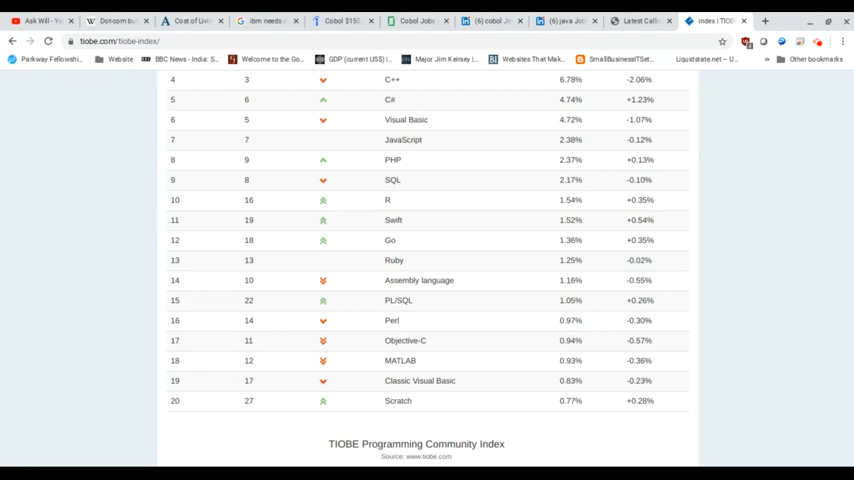 Ask Will - Yo
Dot-com bu
Cost of Livin
ibm needs c
Cobol $155
Cobol Jobs
(6) cobol J
(6) java Jo
Latest Calle
index | TIOB
tiobe.com/tiobe-index/
Parkway Fellowshi...
Website
BBC News - India: S...
Welcome to the Go...
GDP (current US$) |...
Major Jim Keirsey |...
Websites That Mak...
SmallBusinessITSet...
Liquidstate.net – U...
Other bookmarks
4 3 C++ 6.78% -2.06%
5 6 C# 4.74% +1.23%
6 5 Visual Basic 4.72% -1.07%
7 7 JavaScript 2.38% -0.12%
8 9 PHP 2.37% +0.13%
9 8 SQL 2.17% -0.10%
10 16 R 1.54% +0.35%
11 19 Swift 1.52% +0.54%
12 18 Go 1.36% +0.35%
13 13 Ruby 1.25% -0.02%
14 10 Assembly language 1.16% -0.55%
15 22 PL/SQL 1.05% +0.26%
16 14 Perl 0.97% -0.30%
17 11 Objective-C 0.94% -0.57%
18 12 MATLAB 0.93% -0.36%
19 17 Classic Visual Basic 0.83% -0.23%
20 27 Scratch 0.77% +0.28%
TIOBE Programming Community Index
Source: www.tiobe.com